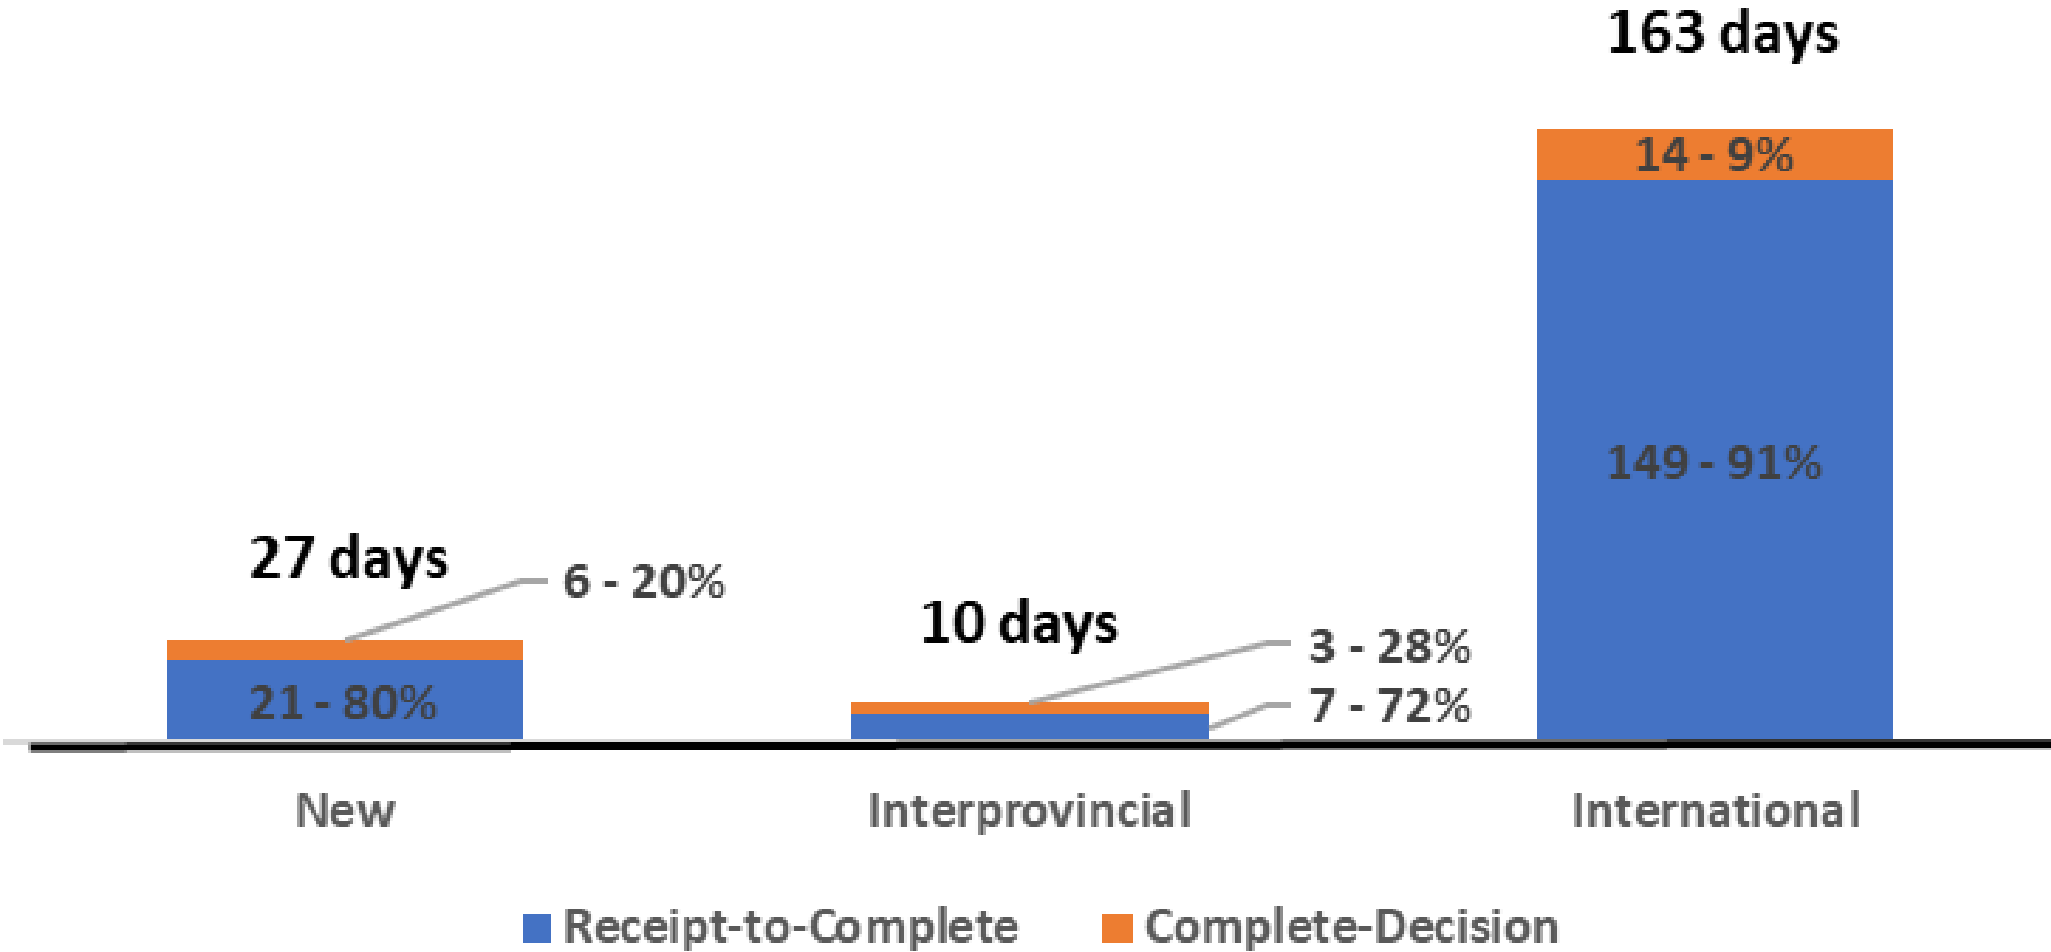 163 days
14 - 9%
149 - 91%
27 days
6 - 20%
21 - 80%
10 days
3 - 28%
7 - 72%
New
Interprovincial
International
Receipt-to-Complete
Complete-Decision